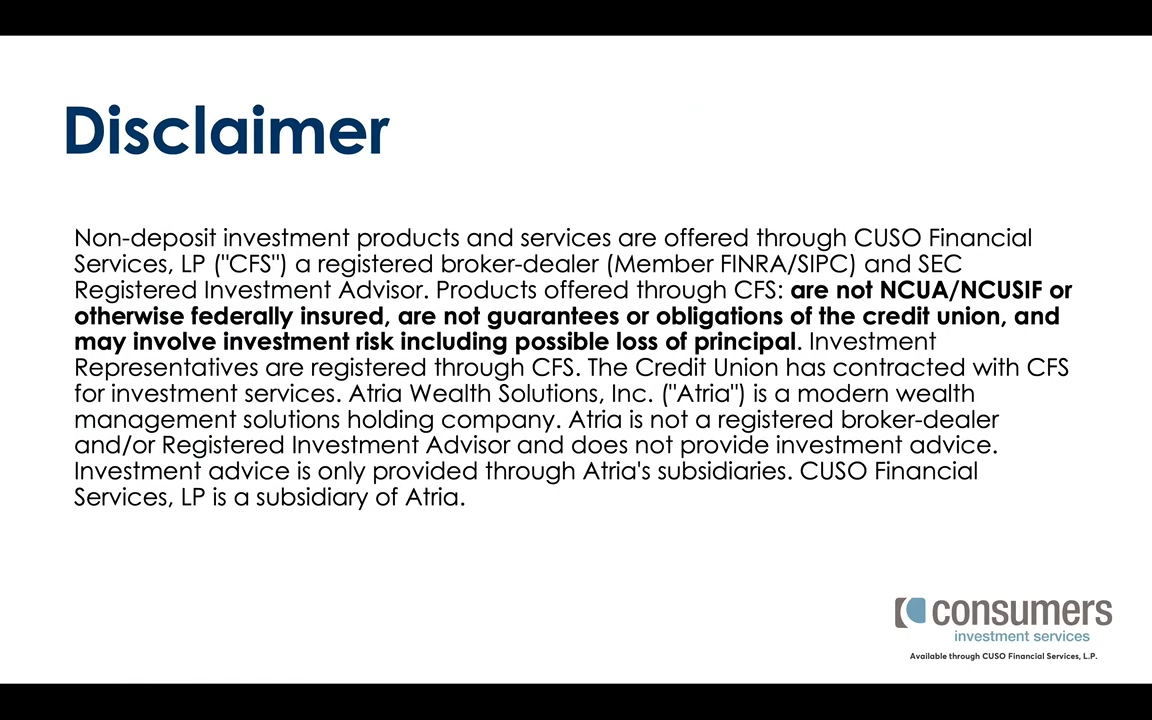 Disclaimer
Non-deposit investment products and services are offered through CUSO Financial
Services, LP ("CFS") a registered broker-dealer (Member FINRA/SIPC) and SEC
Registered Investment Advisor. Products offered through CFS: are not NCUA/NCUSIF or
otherwise federally insured, are not guarantees or obligations of the credit union, and
may involve investment risk including possible loss of principal. Investment
Representatives are registered through CFS. The Credit Union has contracted with CFS
for investment services. Atria Wealth Solutions, Inc. ("Atria") is a modern wealth
management solutions holding company. Atria is not a registered broker-dealer
and/or Registered Investment Advisor and does not provide investment advice.
Investment advice is only provided through Atria's subsidiaries. CUSO Financial
Services, LP is a subsidiary of Atria.
consumers
investment services
Available through CUSO Financial Services, L.P.